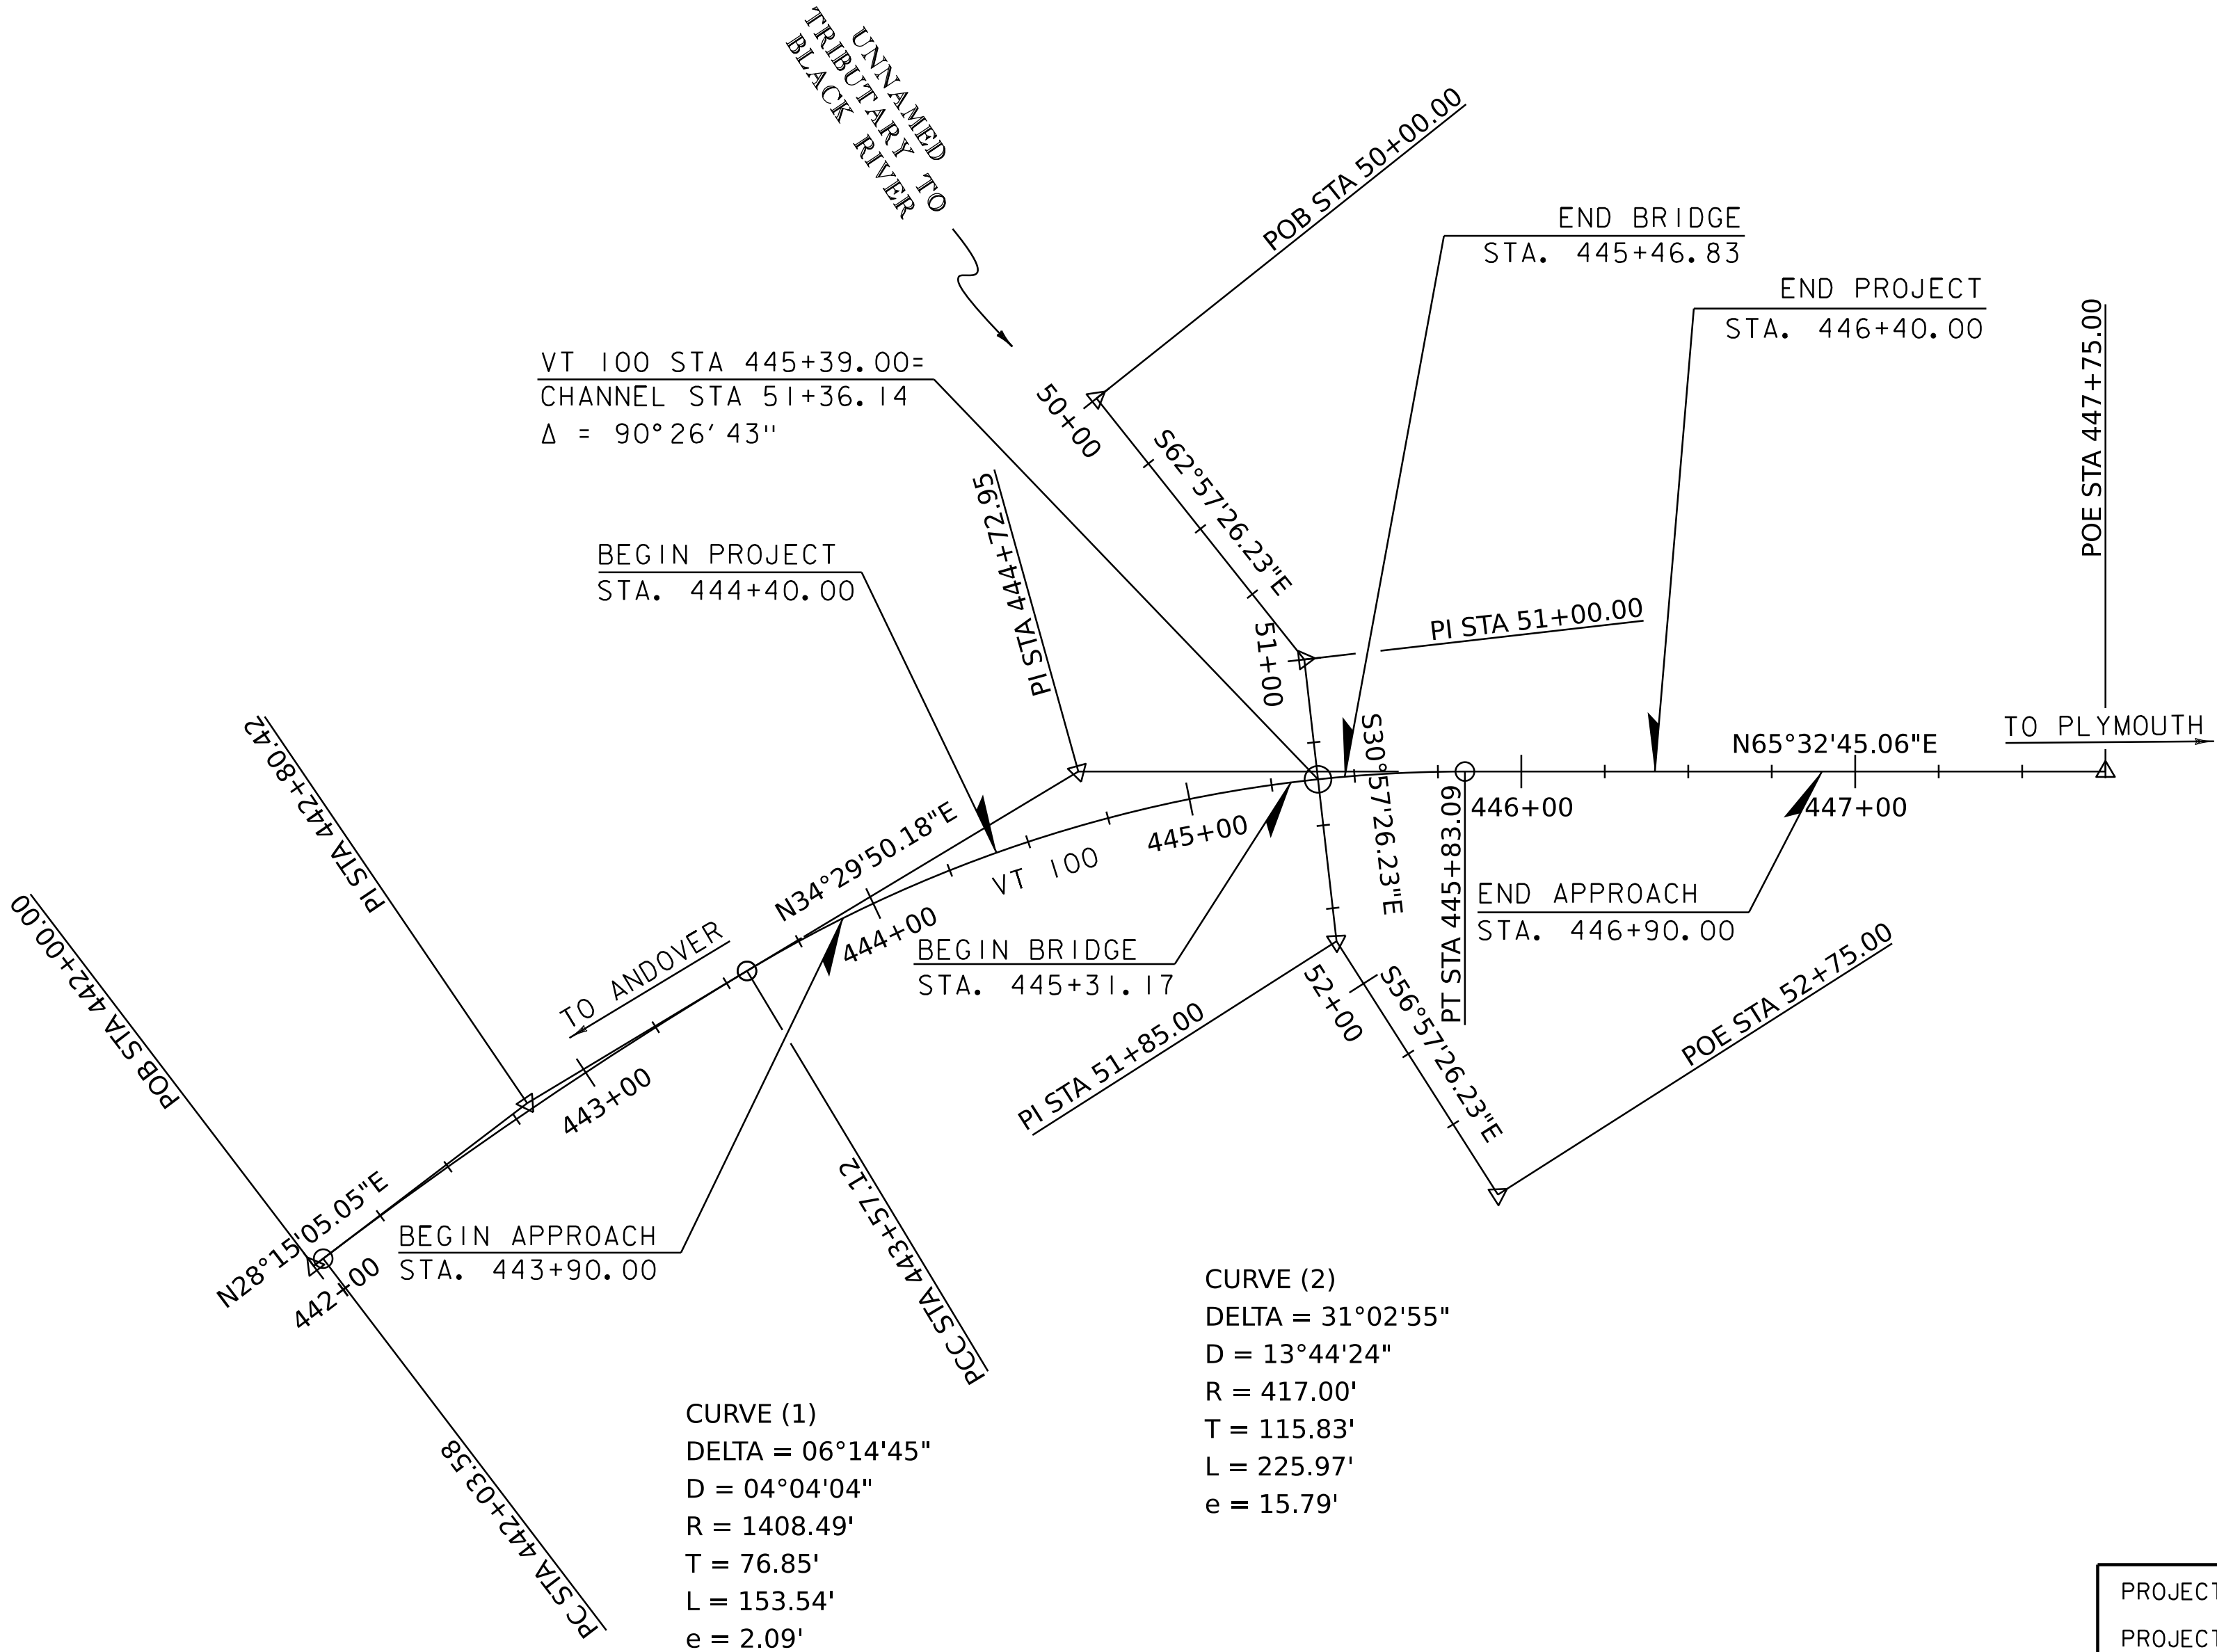 UNNAMED
TRIBUTARY TO
BLACK RIVER
POB STA 50+00.00
END BRIDGE
STA. 445+46.83
END PROJECT
STA. 446+40.00
POE STA 447+75.00
VT 100 STA 445+39.00=
CHANNEL STA 51+36.14
Δ = 90°26'43"
50+00
S62°57'26.23"E
PI STA 444+72.95
BEGIN PROJECT
STA. 444+40.00
51+00
PI STA 51+00.00
TO PLYMOUTH
N65°32'45.06"E
S30°57'26.23"E
PI STA 442+80.42
446+00
447+00
445+00
VT 100
N34°29'50.18"E
PT STA 445+83.09
END APPROACH
STA. 446+90.00
POB STA 442+00.00
444+00
BEGIN BRIDGE
STA. 445+31.17
TO ANDOVER
52+00
S56°57'26.23"E
POE STA 52+75.00
PI STA 51+85.00
443+00
N28°15'05.05"E
442+00
BEGIN APPROACH
STA. 443+90.00
PCC STA 443+57.12
PC STA 442+03.58
CURVE (2)
DELTA = 31°02'55"
D = 13°44'24"
R = 417.00'
T = 115.83'
L = 225.97'
e = 15.79'
CURVE (1)
DELTA = 06°14'45"
D = 04°04'04"
R = 1408.49'
T = 76.85'
L = 153.54'
e = 2.09'
PROJECT
PROJECT